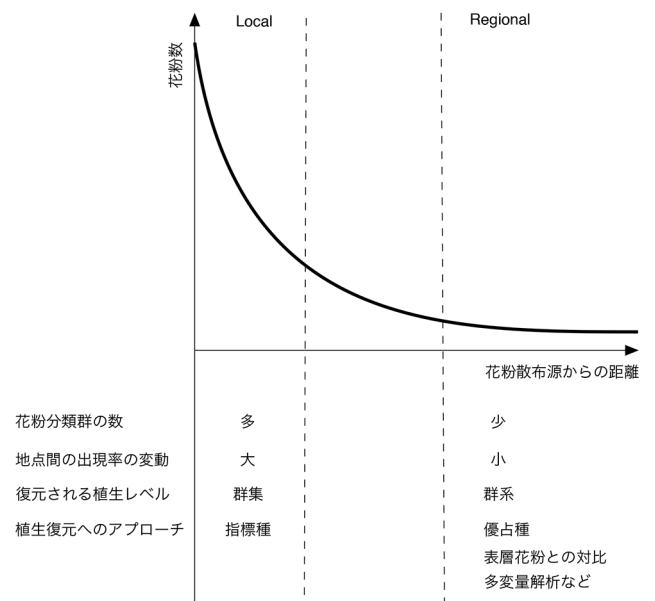 Local
Regional
花粉数
花粉散布源からの距離
花粉分類群の数 多 少
地点間の出現率の変動 大 小
復元される植生レベル 群集 群系
植生復元へのアプローチ 指標種 優占種
表層花粉との対比
多変量解析など